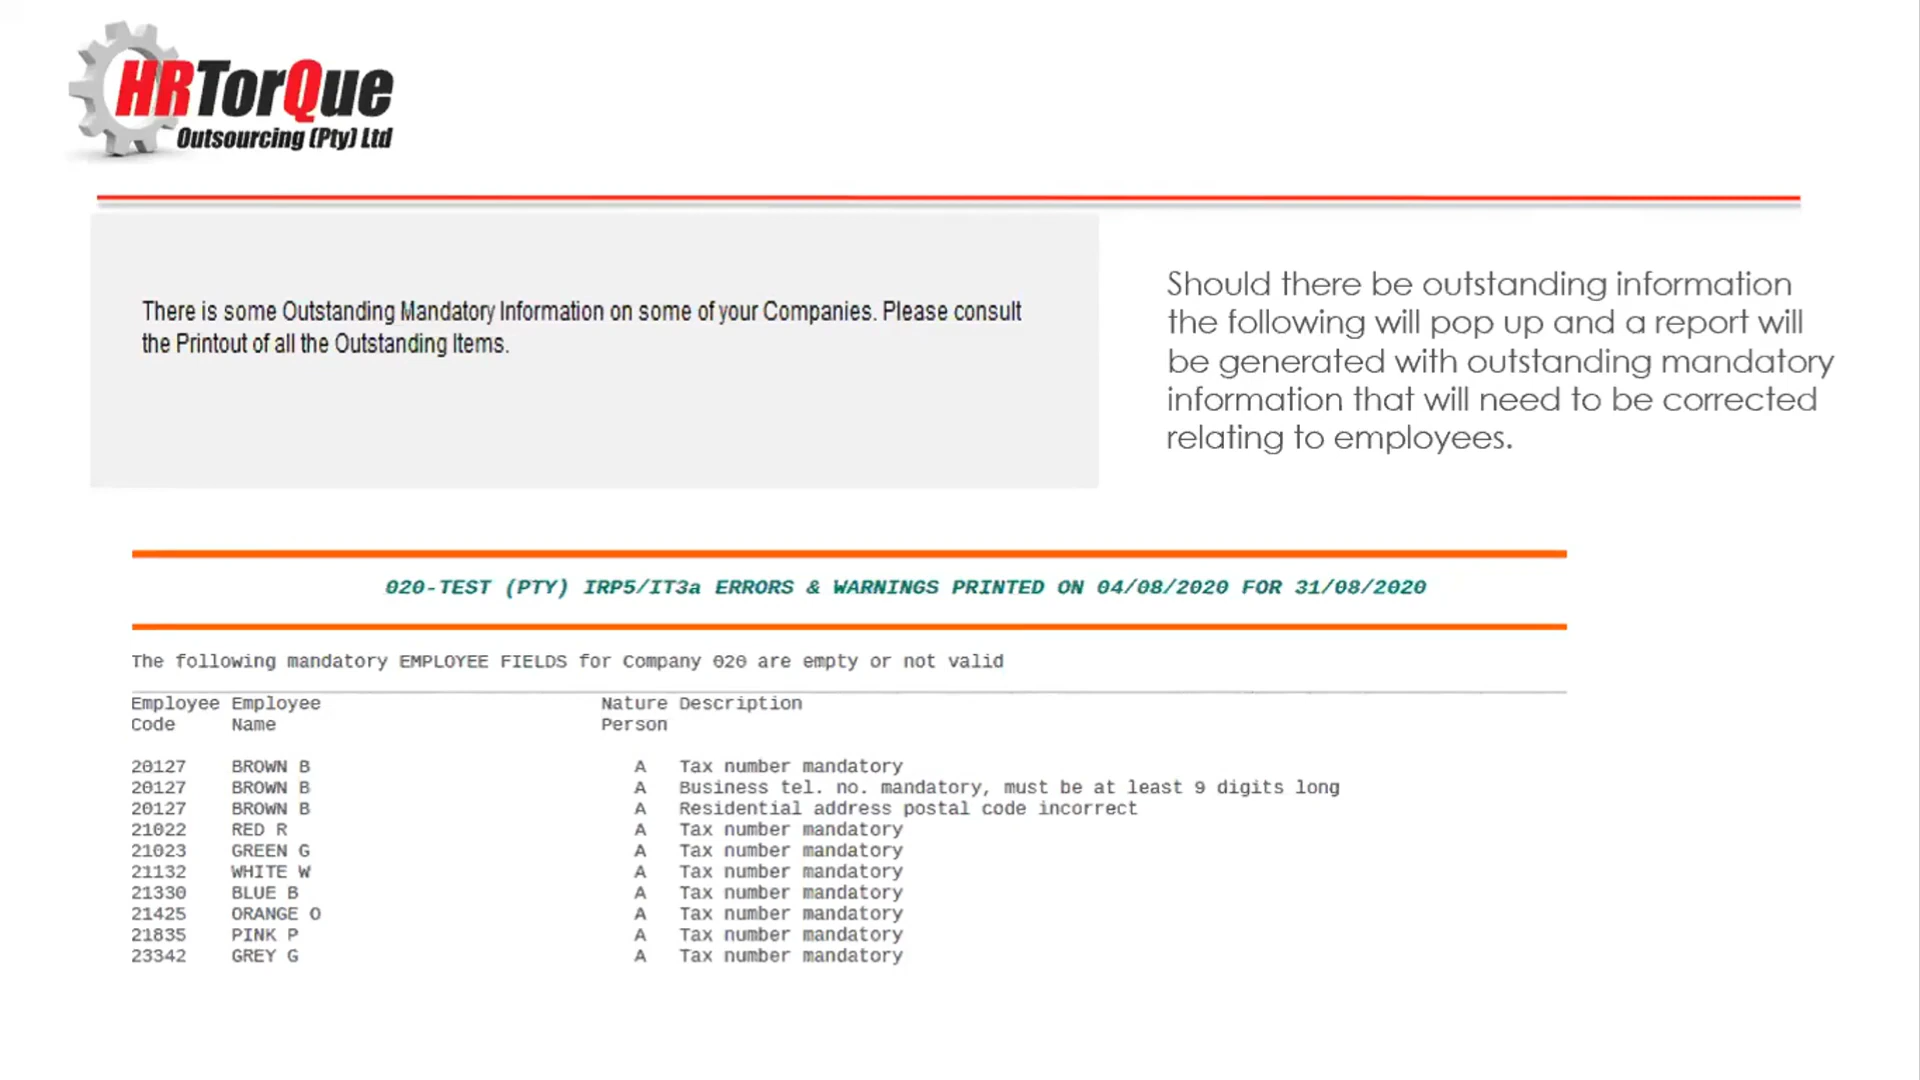 HRTorQue
Outsourcing (Pty) Ltd
There is some Outstanding Mandatory Information on some of your Companies. Please consult
the Printout of all the Outstanding Items.
Should there be outstanding information
the following will pop up and a report will
be generated with outstanding mandatory
information that will need to be corrected
relating to employees.
020-TEST (PTY) IRP5/IT3a ERRORS & WARNINGS PRINTED ON 04/08/2020 FOR 31/08/2020
The following mandatory EMPLOYEE FIELDS for Company 020 are empty or not valid
Employee Employee Nature Description
Code Name Person
20127 BROWN B A Tax number mandatory
20127 BROWN B A Business tel. no. mandatory, must be at least 9 digits long
20127 BROWN B A Residential address postal code incorrect
21022 RED R A Tax number mandatory
21023 GREEN G A Tax number mandatory
21132 WHITE W A Tax number mandatory
21330 BLUE B A Tax number mandatory
21425 ORANGE O A Tax number mandatory
21835 PINK P A Tax number mandatory
23342 GREY G A Tax number mandatory